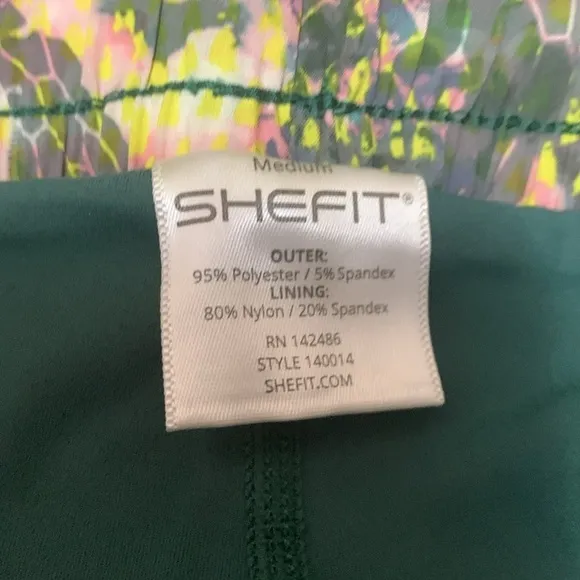 Medium
SHEFIT®
OUTER:
95% Polyester / 5% Spandex
LINING:
80% Nylon / 20% Spandex
RN 142486
STYLE 140014
SHEFIT.COM